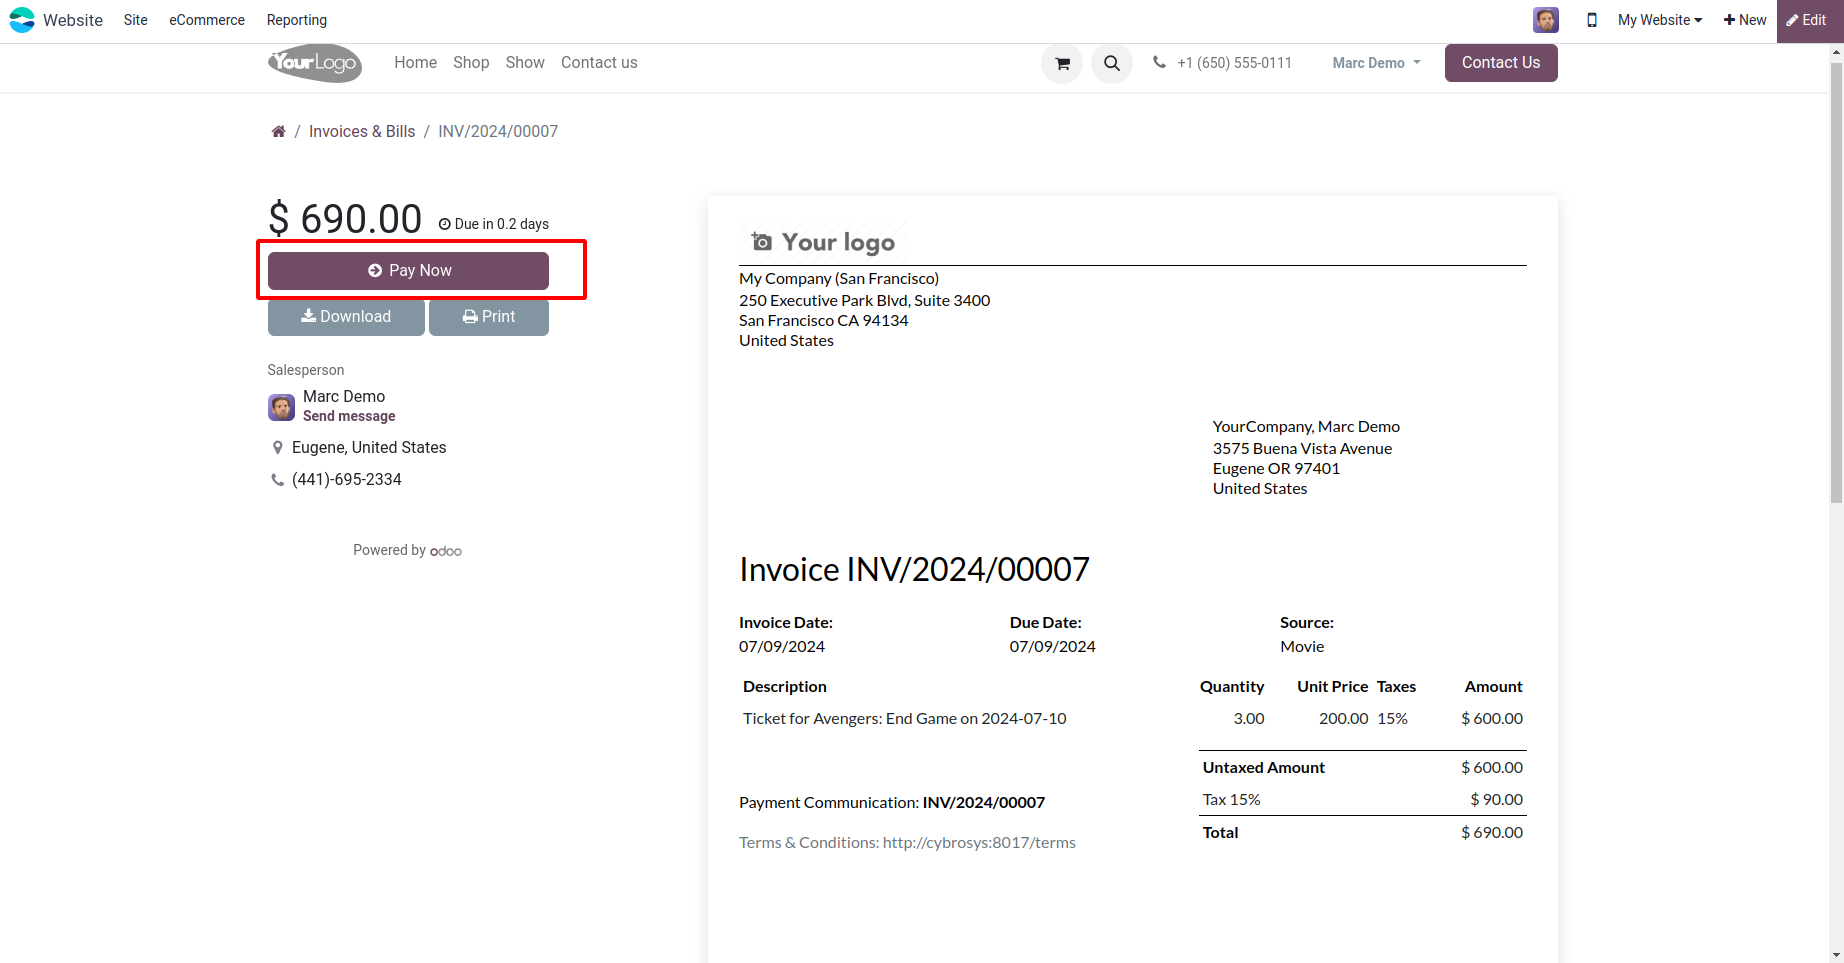 Website Site eCommerce Reporting My Website New Edit
YourLogo Home Shop Show Contact us +1 (650) 555-0111 Marc Demo Contact Us
/ Invoices & Bills / INV/2024/00007
$ 690.00 Due in 0.2 days
Pay Now
Download Print
Salesperson
Marc Demo
Send message
Eugene, United States
(441)-695-2334
Powered by odoo
Your logo
My Company (San Francisco)
250 Executive Park Blvd, Suite 3400
San Francisco CA 94134
United States
YourCompany, Marc Demo
3575 Buena Vista Avenue
Eugene OR 97401
United States
Invoice INV/2024/00007
Invoice Date: Due Date: Source:
07/09/2024 07/09/2024 Movie
Description Quantity Unit Price Taxes Amount
Ticket for Avengers: End Game on 2024-07-10 3.00 200.00 15% $ 600.00
Untaxed Amount $ 600.00
Tax 15% $ 90.00
Total $ 690.00
Payment Communication: INV/2024/00007
Terms & Conditions: http://cybrosys:8017/terms